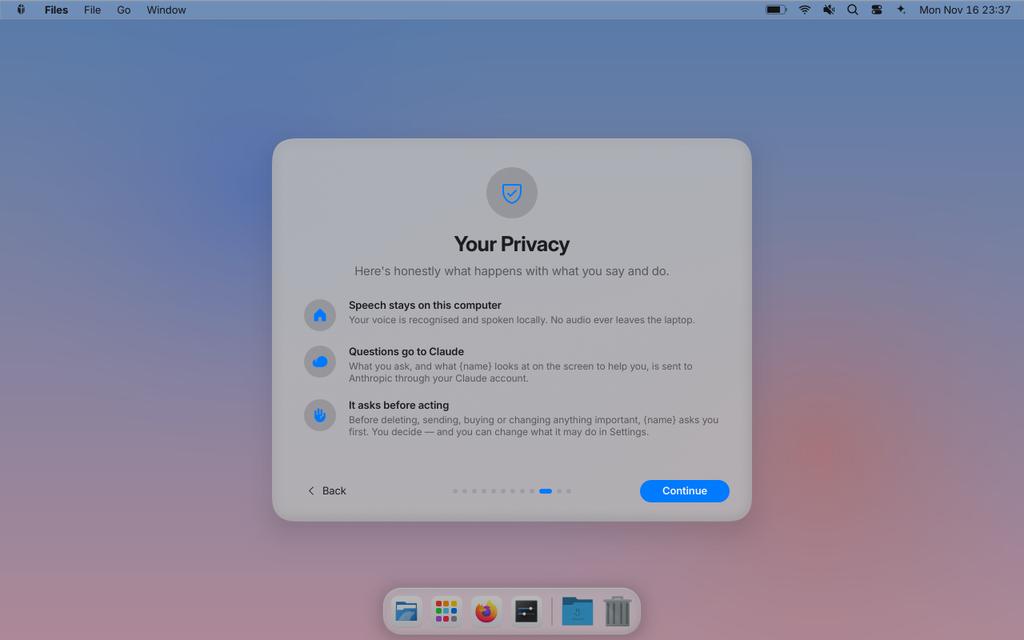 Files File Go Window Mon Nov 16 23:37
Your Privacy
Here's honestly what happens with what you say and do.
Speech stays on this computer
Your voice is recognised and spoken locally. No audio ever leaves the laptop.
Questions go to Claude
What you ask, and what {name} looks at on the screen to help you, is sent to
Anthropic through your Claude account.
It asks before acting
Before deleting, sending, buying or changing anything important, {name} asks you
first. You decide — and you can change what it may do in Settings.
Back Continue